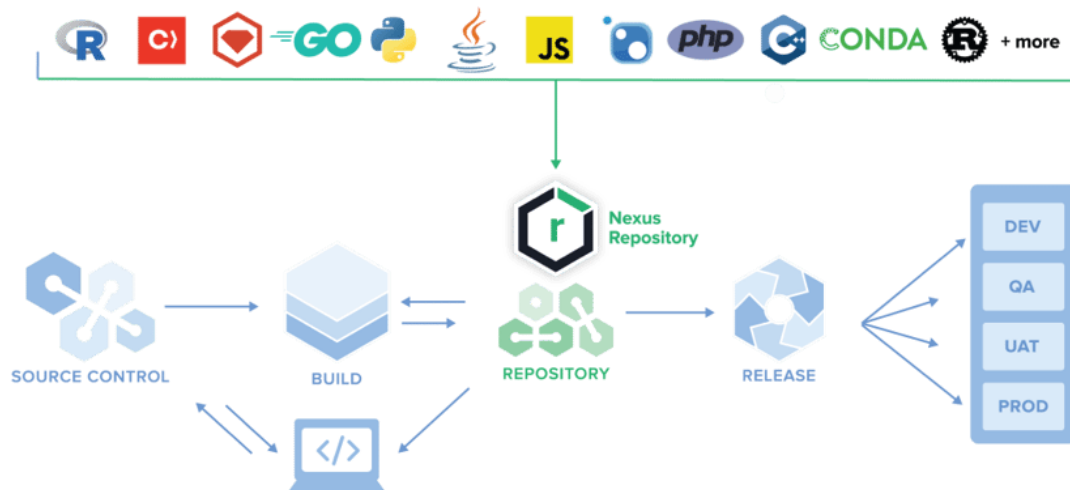 R
C
GO
JS
php
C++
CONDA
R
+ more
r
Nexus
Repository
DEV
QA
UAT
PROD
SOURCE CONTROL
BUILD
REPOSITORY
RELEASE
</>